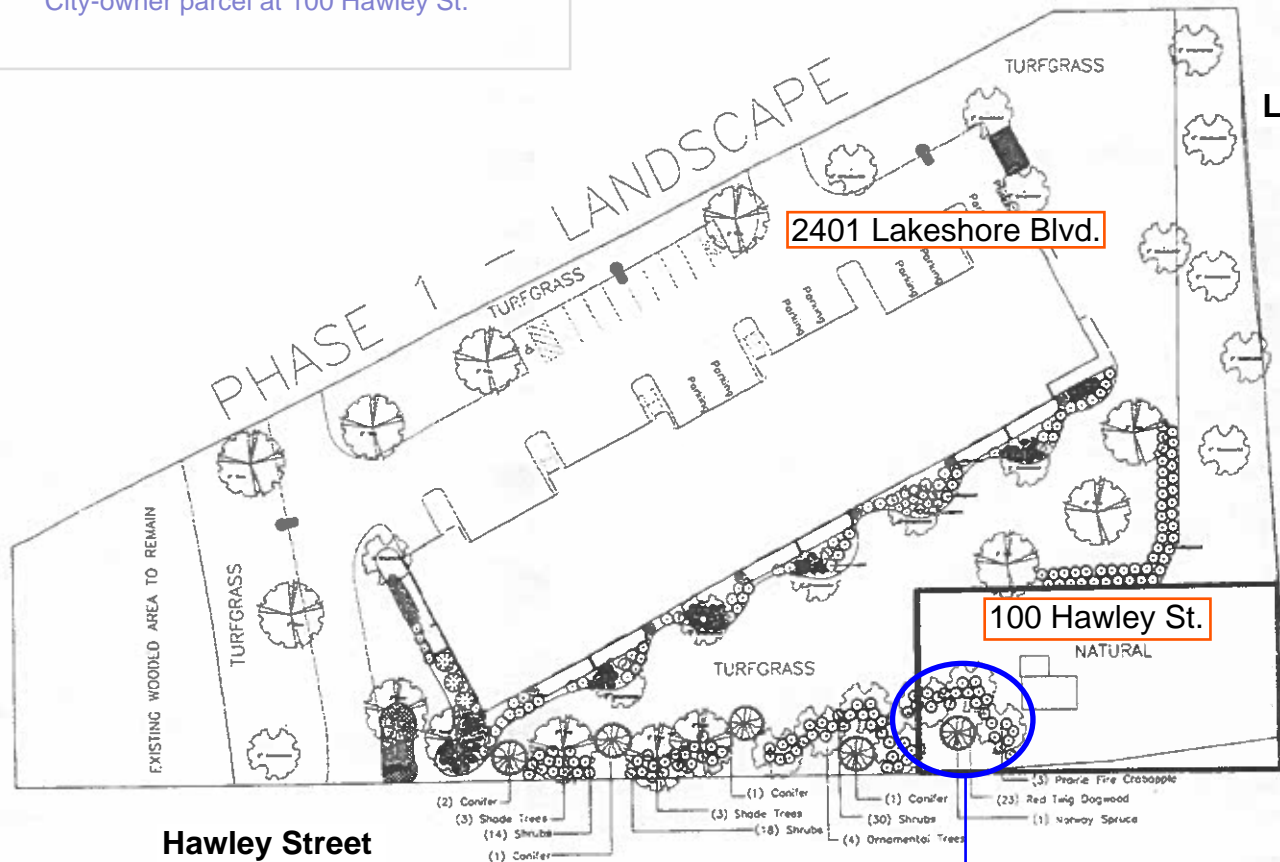 City-owner parcel at 100 Hawley St.
TURFGRASS
L
PHASE 1 - LANDSCAPE
2401 Lakeshore Blvd.
TURFGRASS
Parking
Parking
Parking
Parking
Parking
Parking
Parking
Parking
EXISTING WOODED AREA TO REMAIN
TURFGRASS
100 Hawley St.
NATURAL
TURFGRASS
(2) Conifer
(3) Shade Trees
(14) Shrubs
(1) Conifer
(1) Conifer
(3) Shade Trees
(18) Shrubs
(1) Conifer
(30) Shrubs
(4) Ornamental Trees
(3) Prairie Fire Crabapple
(23) Red Twig Dogwood
(1) Norway Spruce
Hawley Street